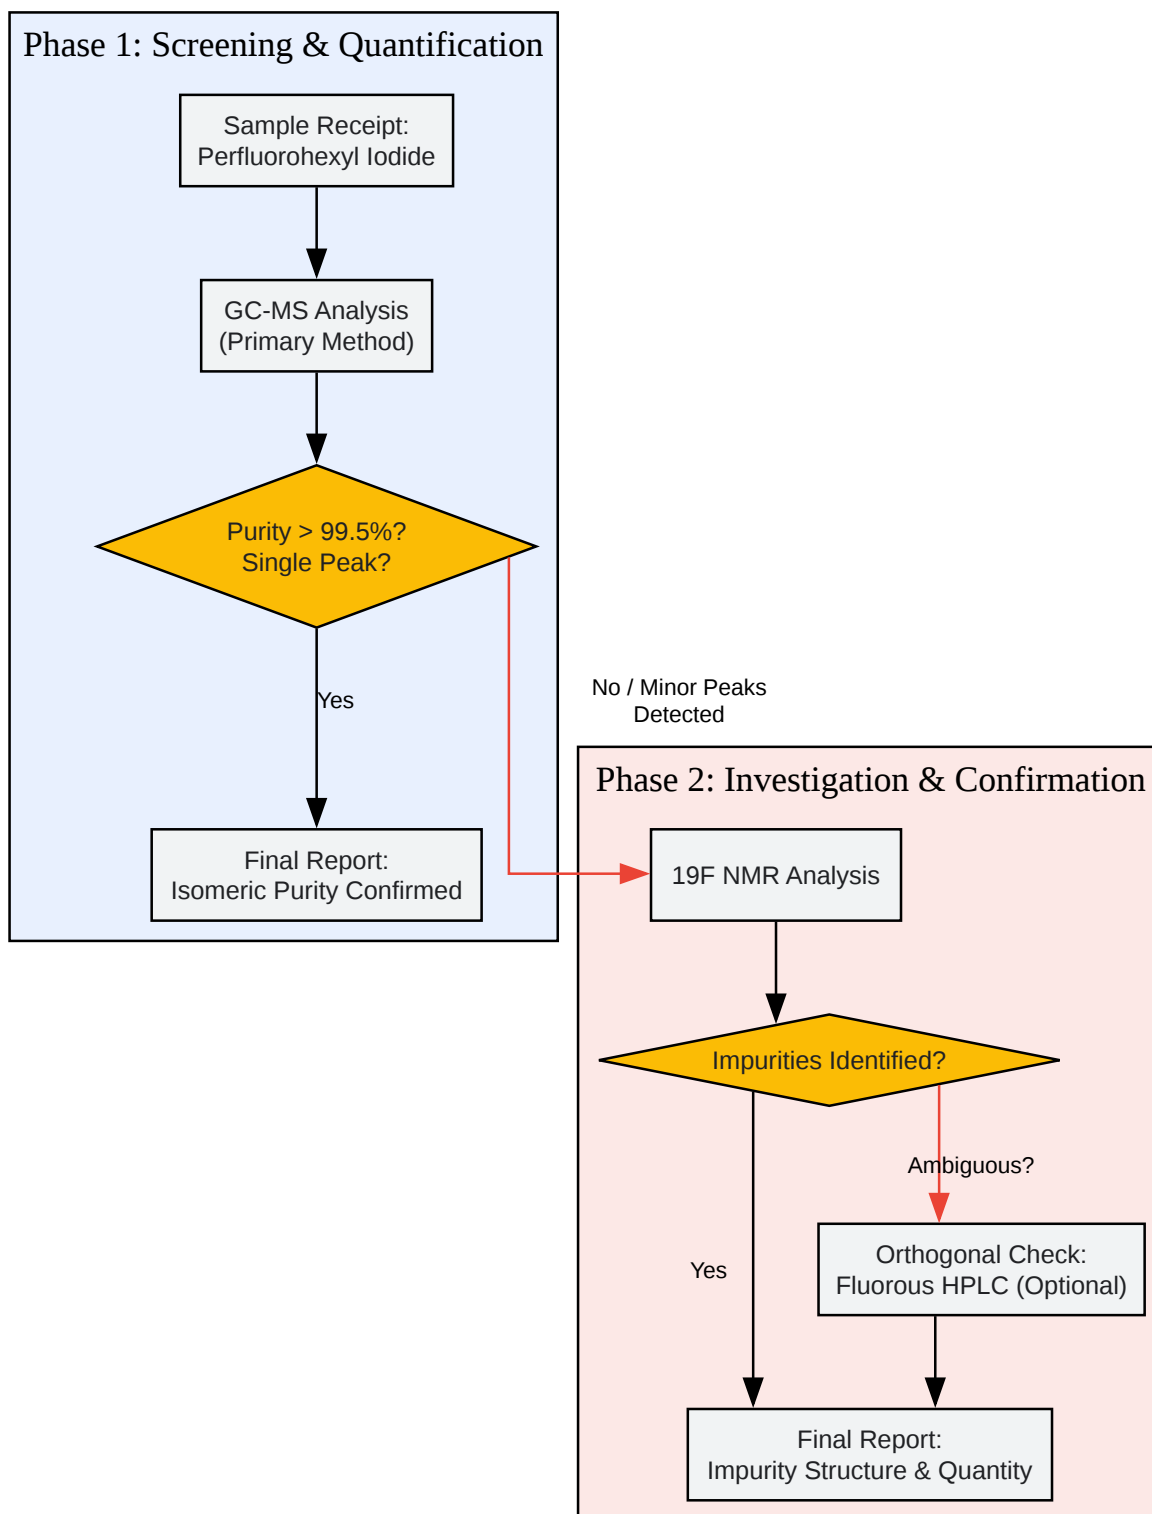 Phase 1: Screening & Quantification
Sample Receipt:
Perfluorohexyl Iodide
GC-MS Analysis
(Primary Method)
Purity > 99.5%?
Single Peak?
Yes
No / Minor Peaks
Detected
Final Report:
Isomeric Purity Confirmed
Phase 2: Investigation & Confirmation
19F NMR Analysis
Impurities Identified?
Ambiguous?
Yes
Orthogonal Check:
Fluorous HPLC (Optional)
Final Report:
Impurity Structure & Quantity